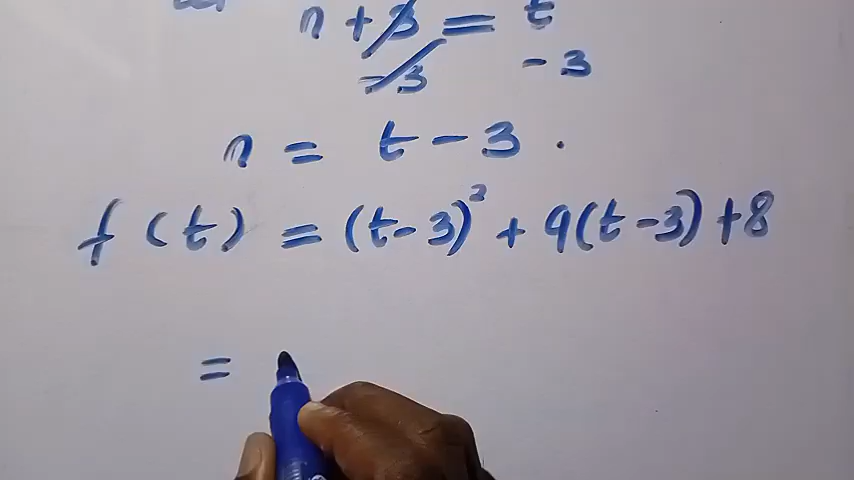 n + 3 = t
-3 -3
n = t - 3 .
f(t) = (t-3)² + 9(t-3) + 8
=